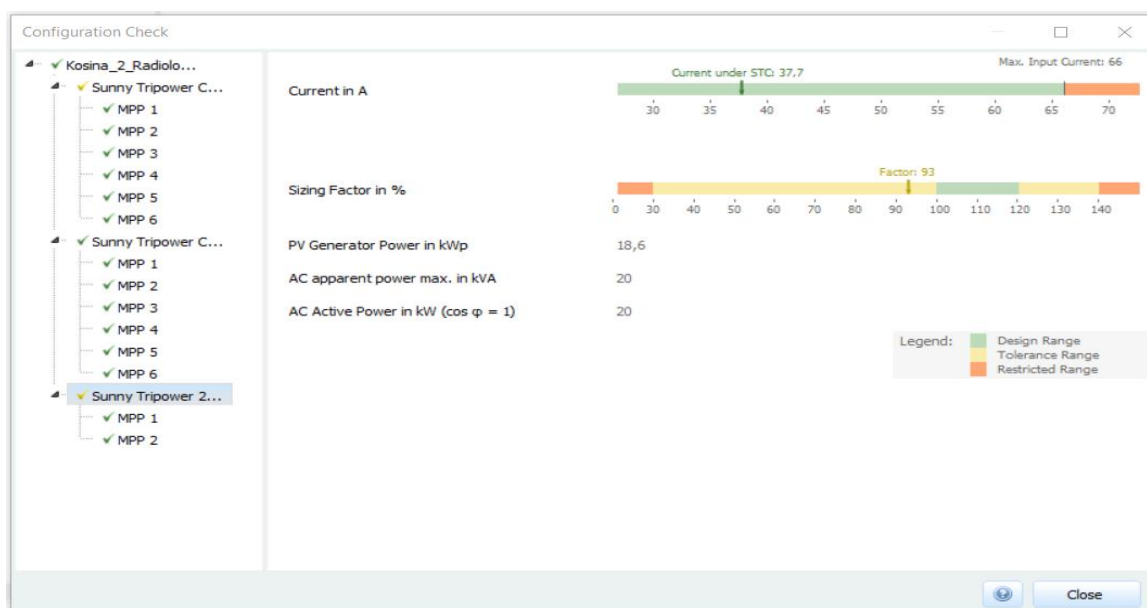 Configuration Check
Kosina_2_Radiolo...
Sunny Tripower C...
MPP 1
MPP 2
MPP 3
MPP 4
MPP 5
MPP 6
Sunny Tripower C...
MPP 1
MPP 2
MPP 3
MPP 4
MPP 5
MPP 6
Sunny Tripower 2...
MPP 1
MPP 2
Max. Input Current: 66
Current under STC: 37,7
Current in A
30 35 40 45 50 55 60 65 70
Factor: 93
Sizing Factor in %
0 30 40 50 60 70 80 90 100 110 120 130 140
PV Generator Power in kWp 18,6
AC apparent power max. in kVA 20
AC Active Power in kW (cos φ = 1) 20
Legend: Design Range
Tolerance Range
Restricted Range
Close